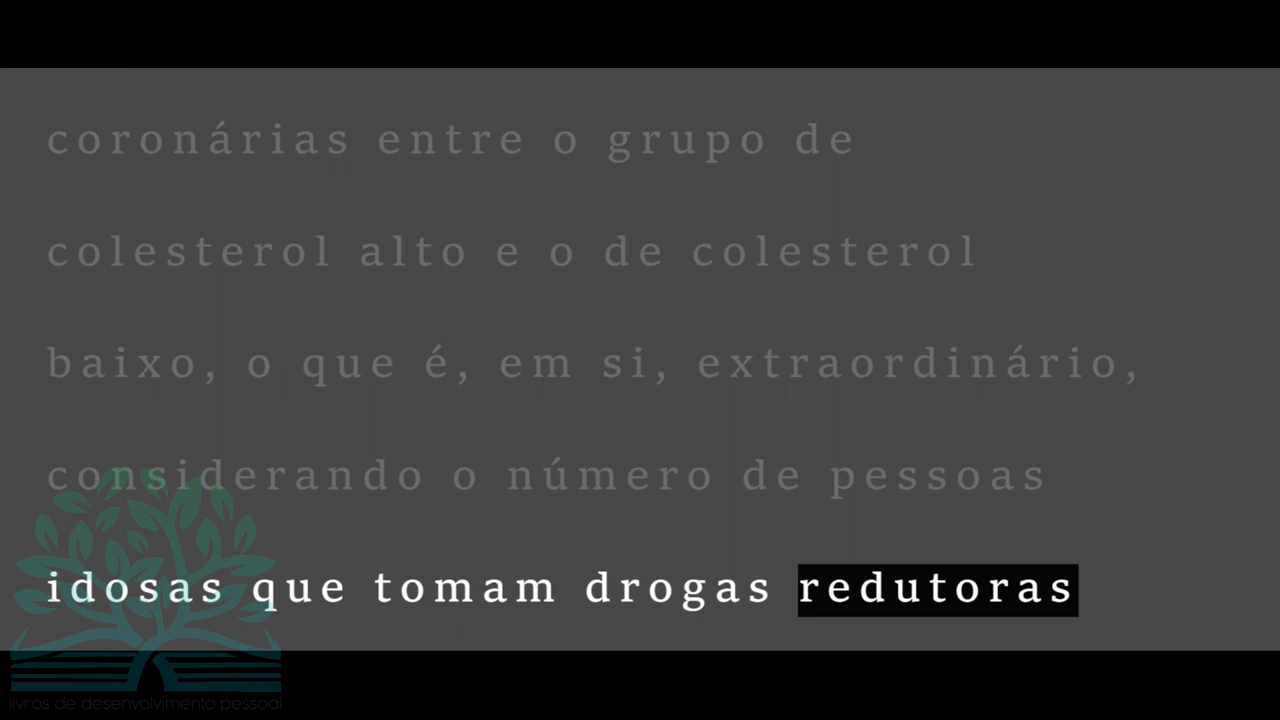 coronárias entre o grupo de
colesterol alto e o de colesterol
baixo, o que é, em si, extraordinário,
considerando o número de pessoas
idosas que tomam drogas redutoras
livros de desenvolvimento pessoal